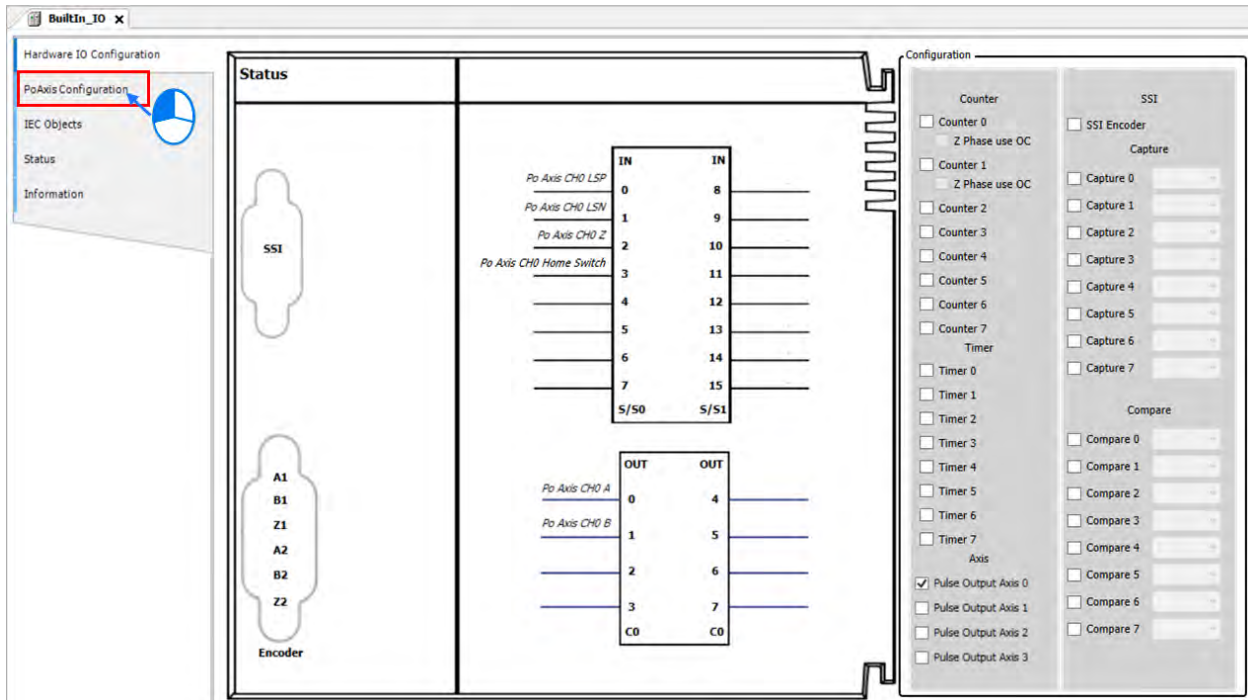 BuiltIn_IO x
Hardware IO Configuration
PoAxis Configuration
IEC Objects
Status
Information
Status
SSI
A1
B1
Z1
A2
B2
Z2
Encoder
IN IN
Po Axis CH0 LSP 0 8
Po Axis CH0 LSN 1 9
Po Axis CH0 Z 2 10
Po Axis CH0 Home Switch 3 11
4 12
5 13
6 14
7 15
S/S0 S/S1
OUT OUT
Po Axis CH0 A 0 4
Po Axis CH0 B 1 5
2 6
3 7
C0 C0
Configuration
Counter
Counter 0
Z Phase use OC
Counter 1
Z Phase use OC
Counter 2
Counter 3
Counter 4
Counter 5
Counter 6
Counter 7
Timer
Timer 0
Timer 1
Timer 2
Timer 3
Timer 4
Timer 5
Timer 6
Timer 7
Axis
Pulse Output Axis 0
Pulse Output Axis 1
Pulse Output Axis 2
Pulse Output Axis 3
SSI
SSI Encoder
Capture
Capture 0
Capture 1
Capture 2
Capture 3
Capture 4
Capture 5
Capture 6
Capture 7
Compare
Compare 0
Compare 1
Compare 2
Compare 3
Compare 4
Compare 5
Compare 6
Compare 7